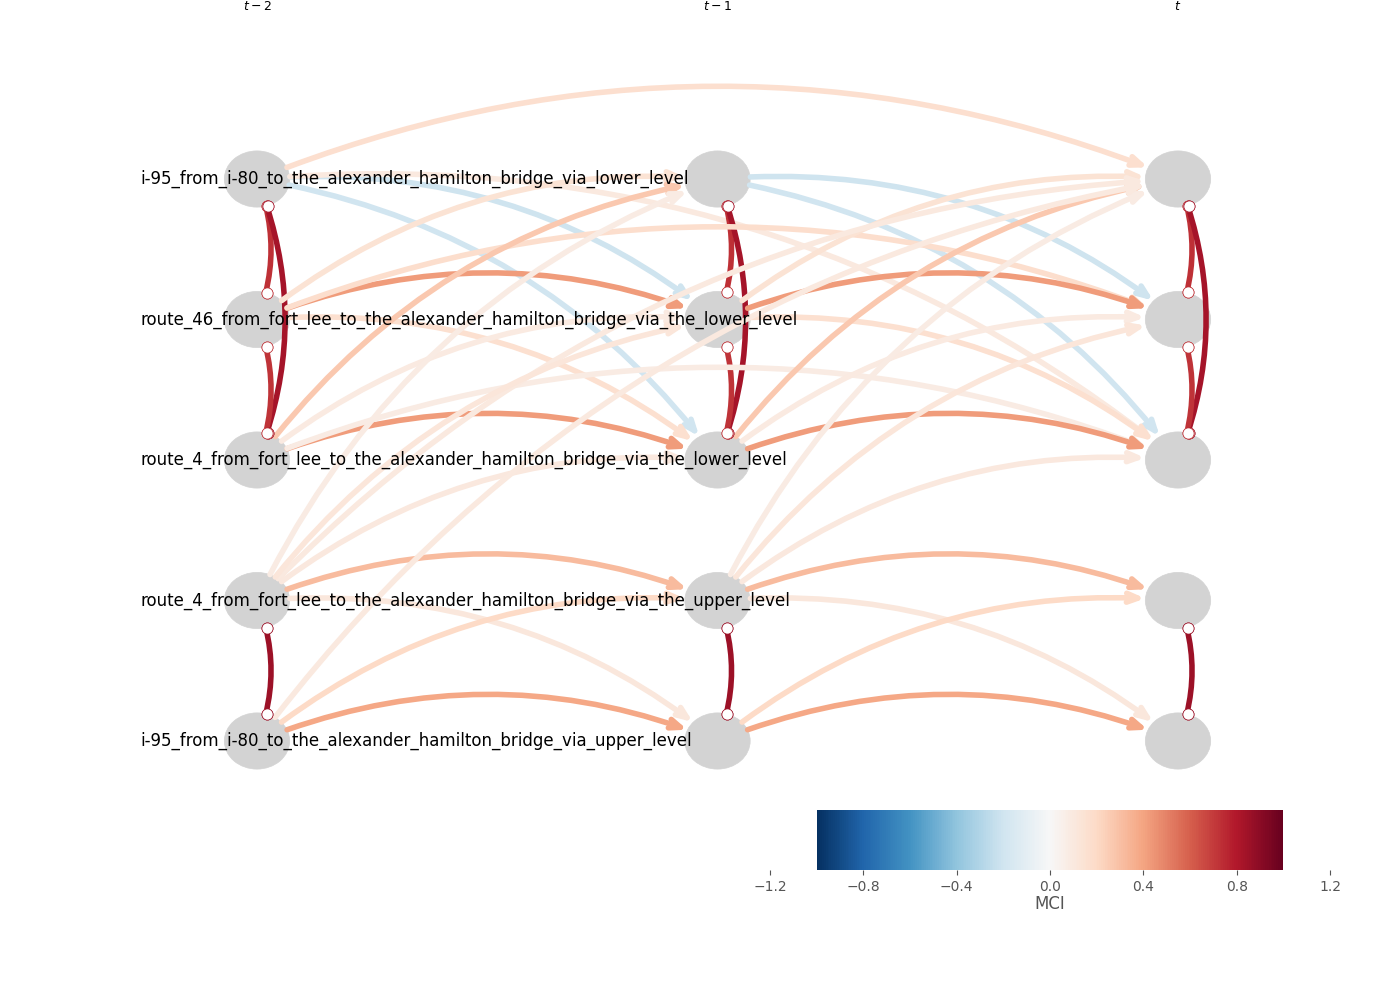 t − 2 t − 1 t
i-95_from_i-80_to_the_alexander_hamilton_bridge_via_lower_level
route_46_from_fort_lee_to_the_alexander_hamilton_bridge_via_the_lower_level
route_4_from_fort_lee_to_the_alexander_hamilton_bridge_via_the_lower_level
route_4_from_fort_lee_to_the_alexander_hamilton_bridge_via_the_upper_level
i-95_from_i-80_to_the_alexander_hamilton_bridge_via_upper_level
−1.2 −0.8 −0.4 0.0 0.4 0.8 1.2
MCI